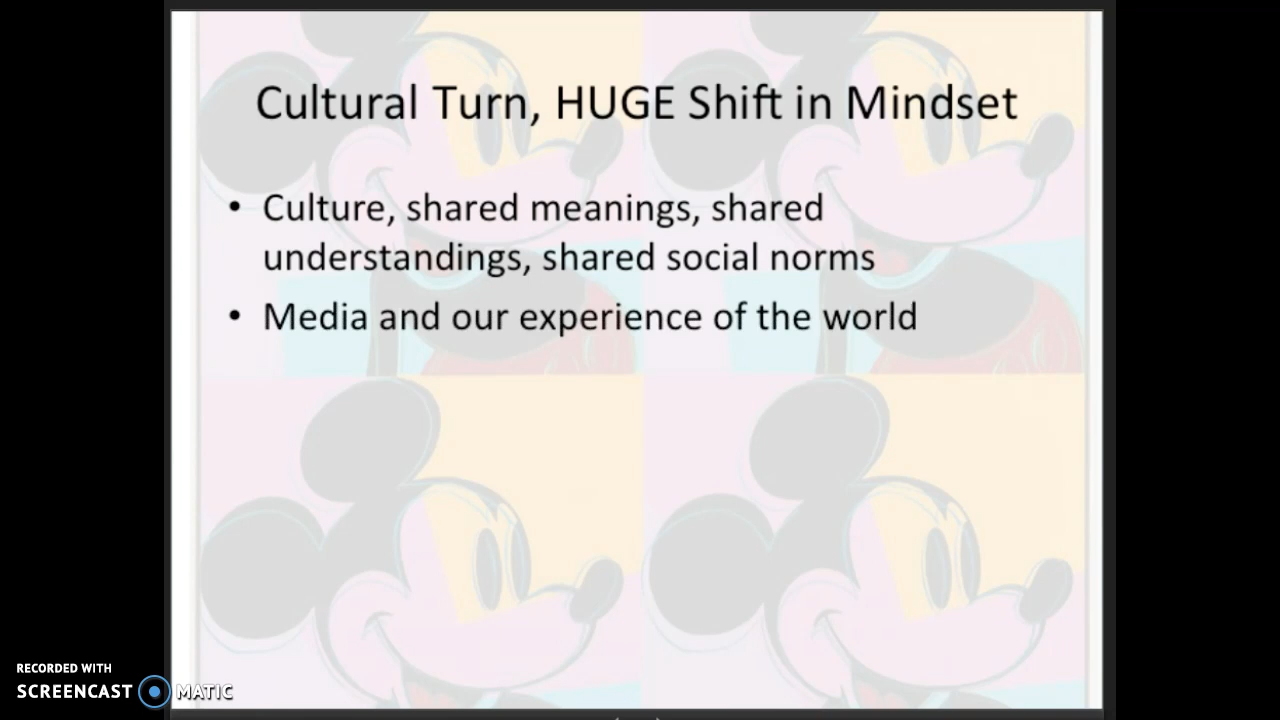 Cultural Turn, HUGE Shift in Mindset
• Culture, shared meanings, shared
understandings, shared social norms
• Media and our experience of the world
RECORDED WITH
SCREENCAST MATIC